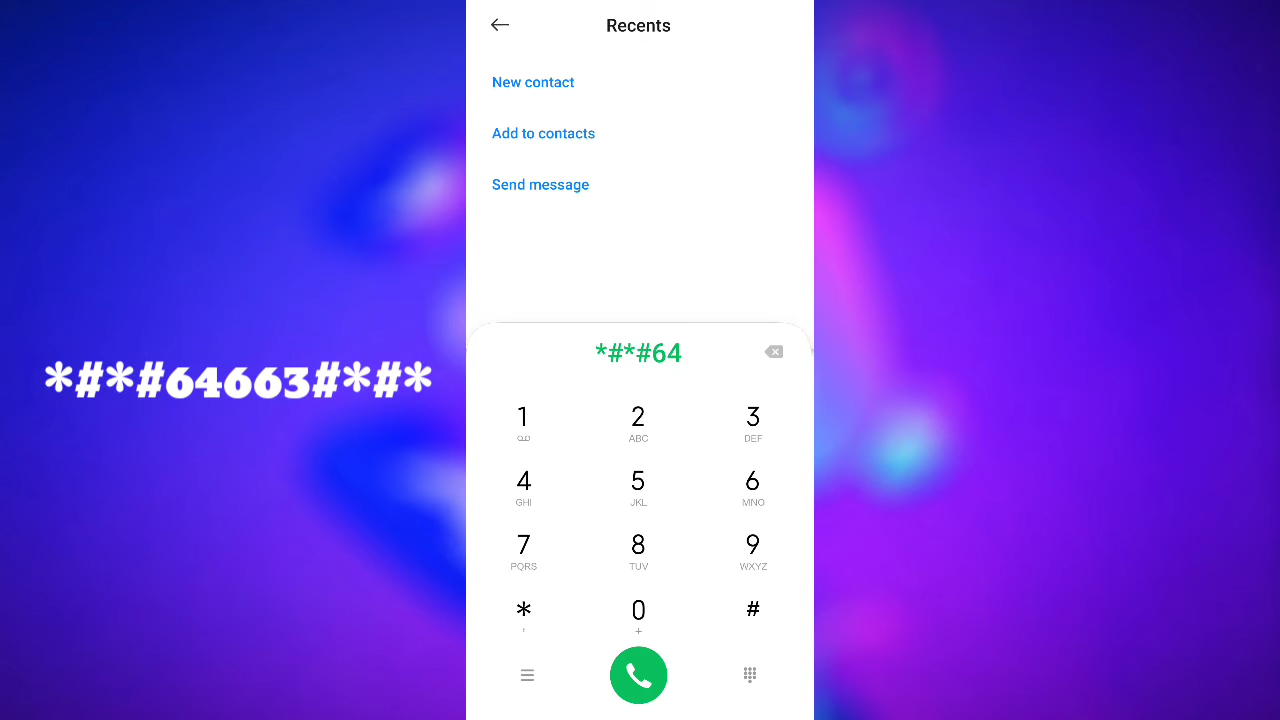 Recents
New contact
Add to contacts
Send message
*#*#64
*#*#64663#*#*
1 2 3
ABC DEF
4 5 6
GHI JKL MNO
7 8 9
PQRS TUV WXYZ
* 0 #
, +